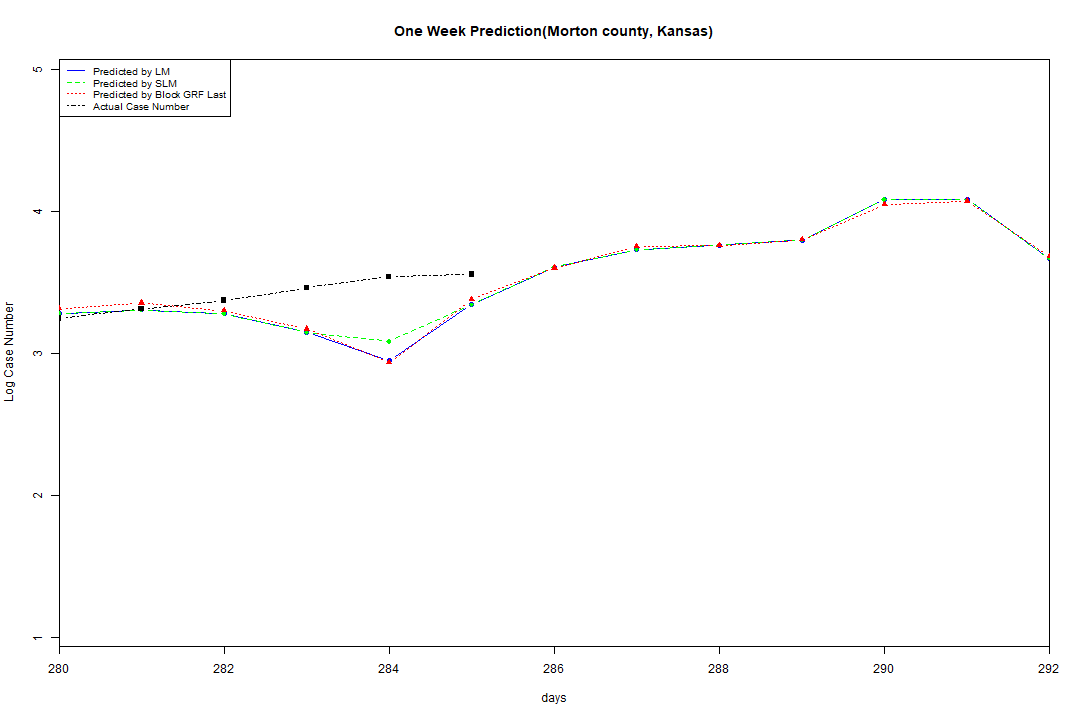 One Week Prediction(Morton county, Kansas)
Predicted by LM
Predicted by SLM
Predicted by Block GRF Last
Actual Case Number
5
4
3
2
1
Log Case Number
280 282 284 286 288 290 292
days